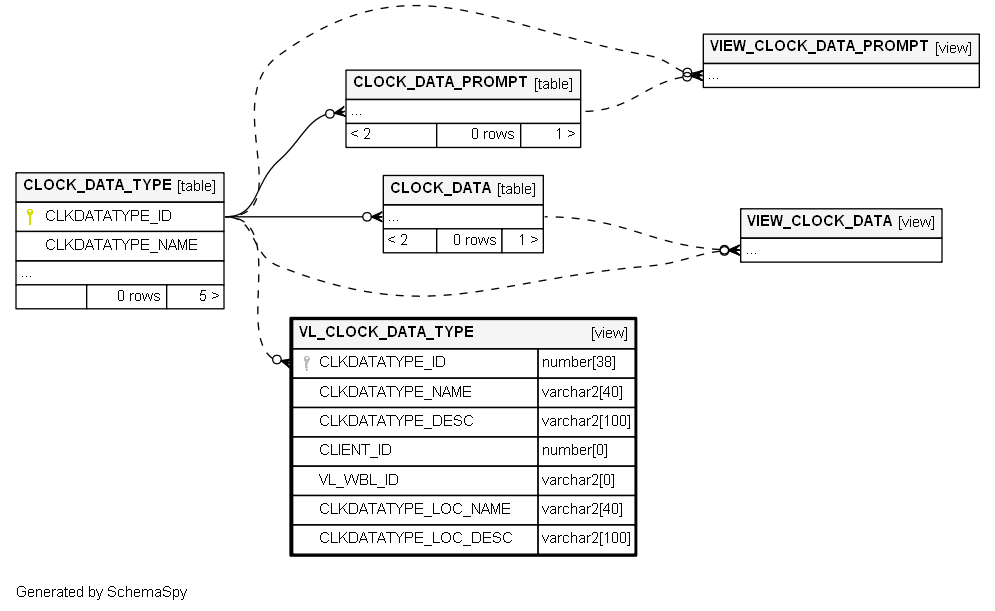 VIEW_CLOCK_DATA_PROMPT [view]
...
CLOCK_DATA_PROMPT [table]
...
< 2 0 rows 1 >
CLOCK_DATA_TYPE [table]
CLKDATATYPE_ID
CLKDATATYPE_NAME
...
0 rows 5 >
CLOCK_DATA [table]
...
< 2 0 rows 1 >
VIEW_CLOCK_DATA [view]
...
VL_CLOCK_DATA_TYPE [view]
CLKDATATYPE_ID number[38]
CLKDATATYPE_NAME varchar2[40]
CLKDATATYPE_DESC varchar2[100]
CLIENT_ID number[0]
VL_WBL_ID varchar2[0]
CLKDATATYPE_LOC_NAME varchar2[40]
CLKDATATYPE_LOC_DESC varchar2[100]
Generated by SchemaSpy